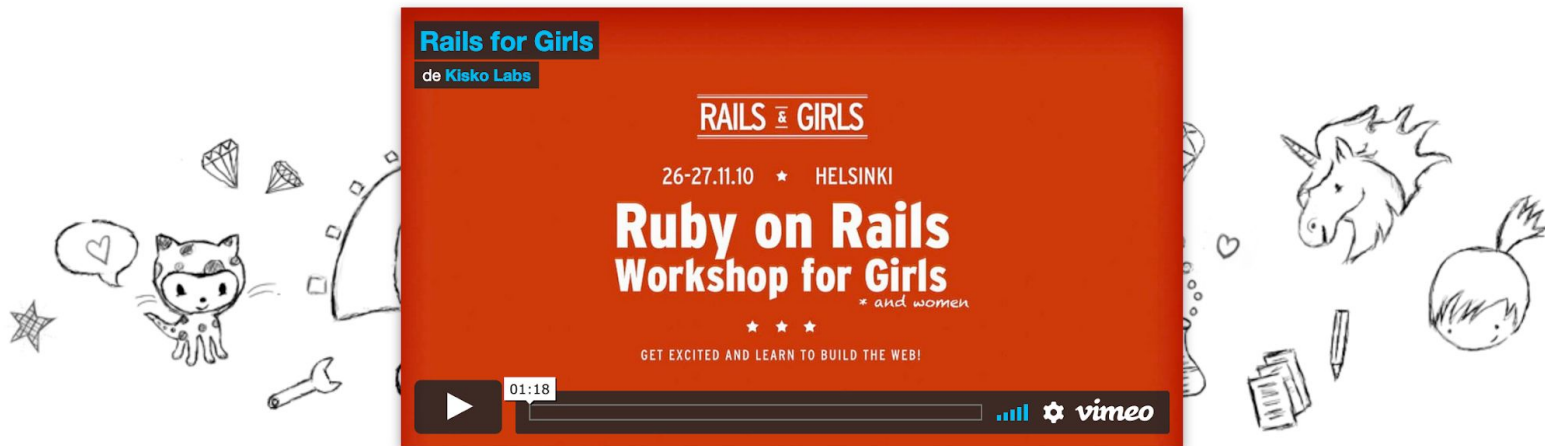 Rails for Girls
de Kisko Labs
RAILS & GIRLS
26-27.11.10 ★ HELSINKI
Ruby on Rails
Workshop for Girls
* and women
★ ★ ★
GET EXCITED AND LEARN TO BUILD THE WEB!
01:18
vimeo